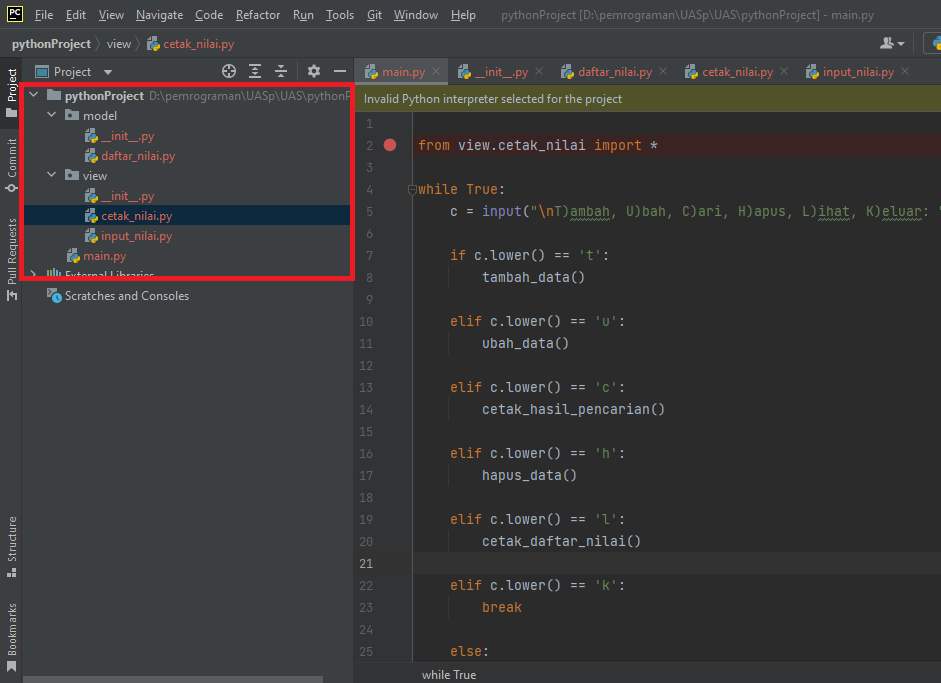 PC File Edit View Navigate Code Refactor Run Tools Git Window Help pythonProject [D:\pemrograman\UASp\UAS\pythonProject] - main.py
pythonProject view cetak_nilai.py
Project
main.py __init__.py daftar_nilai.py cetak_nilai.py input_nilai.py
Invalid Python interpreter selected for the project
pythonProject D:\pemrograman\UASp\UAS\pythonP
model
__init__.py
daftar_nilai.py
view
__init__.py
cetak_nilai.py
input_nilai.py
main.py
External Libraries
Scratches and Consoles
Project
Commit
Pull Requests
Structure
Bookmarks
1
2 from view.cetak_nilai import *
3
4 while True:
5 c = input("\nT)ambah, U)bah, C)ari, H)apus, L)ihat, K)eluar: "
6
7 if c.lower() == 't':
8 tambah_data()
9
10 elif c.lower() == 'u':
11 ubah_data()
12
13 elif c.lower() == 'c':
14 cetak_hasil_pencarian()
15
16 elif c.lower() == 'h':
17 hapus_data()
18
19 elif c.lower() == 'l':
20 cetak_daftar_nilai()
21
22 elif c.lower() == 'k':
23 break
24
25 else:
while True